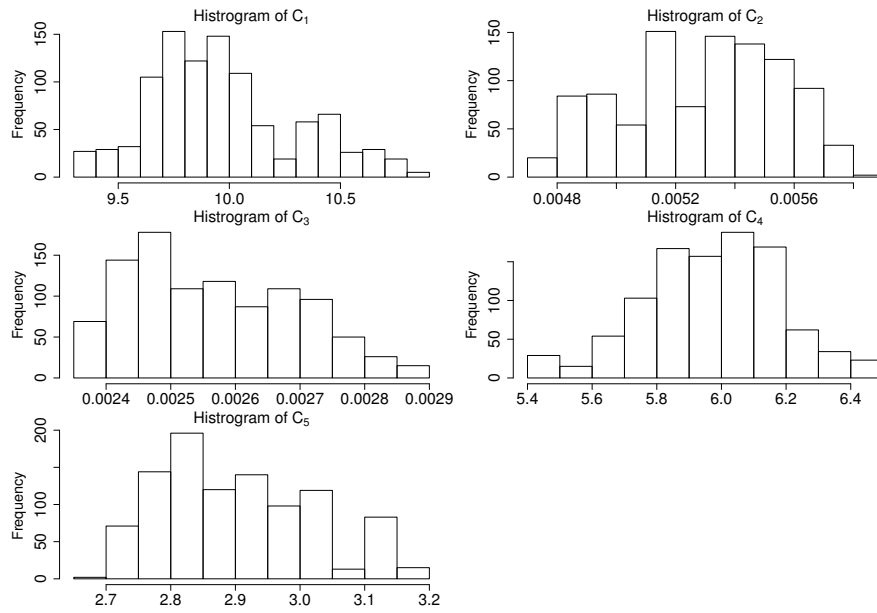 Histrogram of C₁
Frequency
0 50 100 150
9.5 10.0 10.5
Histrogram of C₂
Frequency
0 50 100 150
0.0048 0.0052 0.0056
Histrogram of C₃
Frequency
0 50 100 150
0.0024 0.0025 0.0026 0.0027 0.0028 0.0029
Histrogram of C₄
Frequency
0 50 100
5.4 5.6 5.8 6.0 6.2 6.4
Histrogram of C₅
Frequency
0 50 100 200
2.7 2.8 2.9 3.0 3.1 3.2